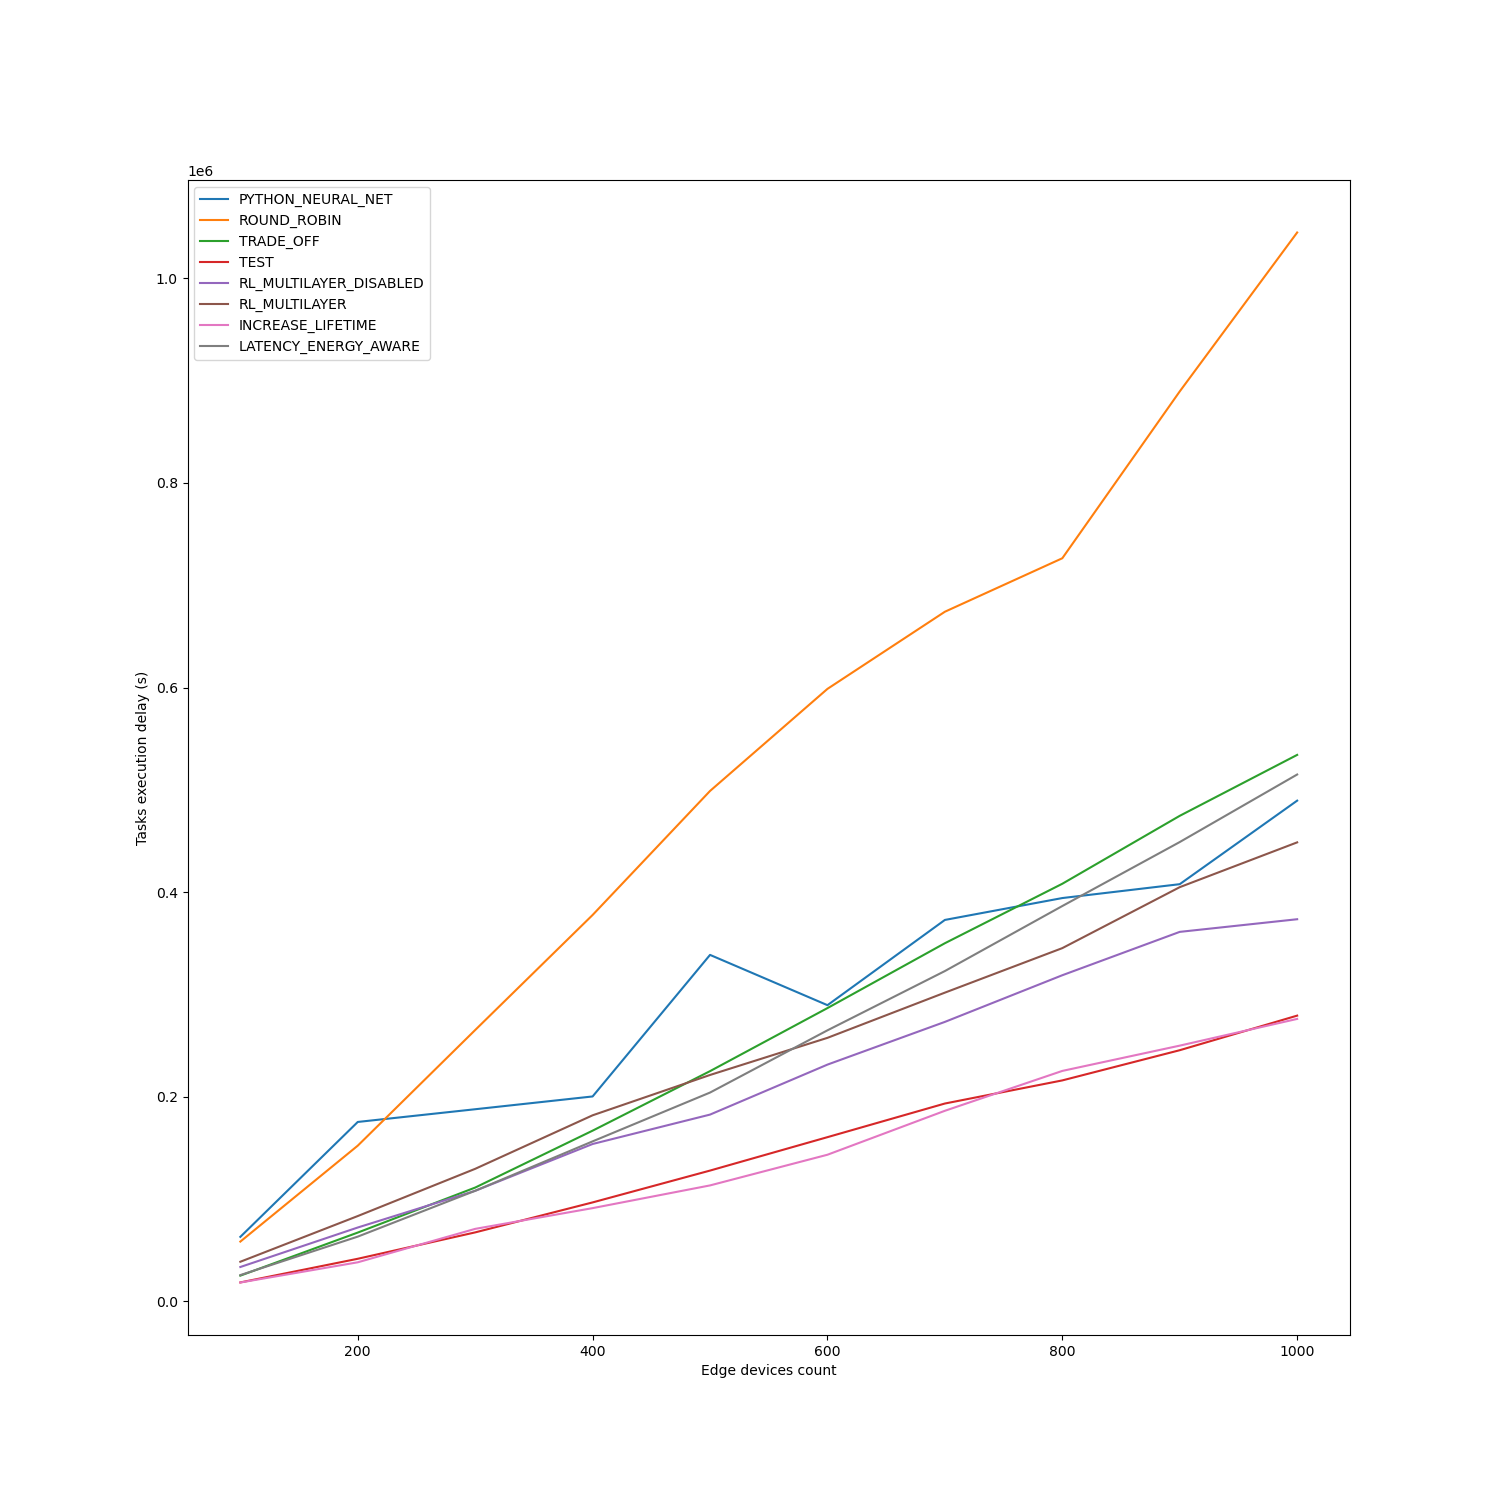 1e6
PYTHON_NEURAL_NET
ROUND_ROBIN
TRADE_OFF
TEST
RL_MULTILAYER_DISABLED
RL_MULTILAYER
INCREASE_LIFETIME
LATENCY_ENERGY_AWARE
1.0
0.8
0.6
0.4
0.2
0.0
Tasks execution delay (s)
200 400 600 800 1000
Edge devices count